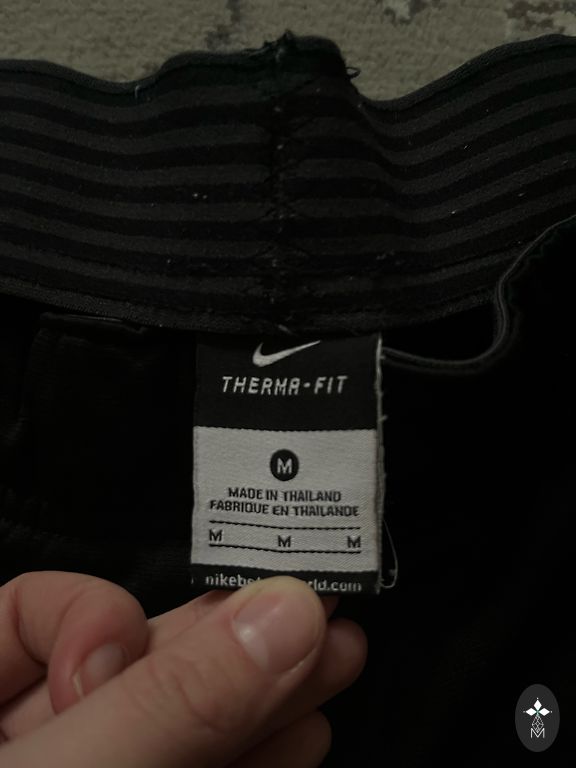 THERMA-FIT
M
MADE IN THAILAND
FABRIQUE EN THAILANDE
M M M
M